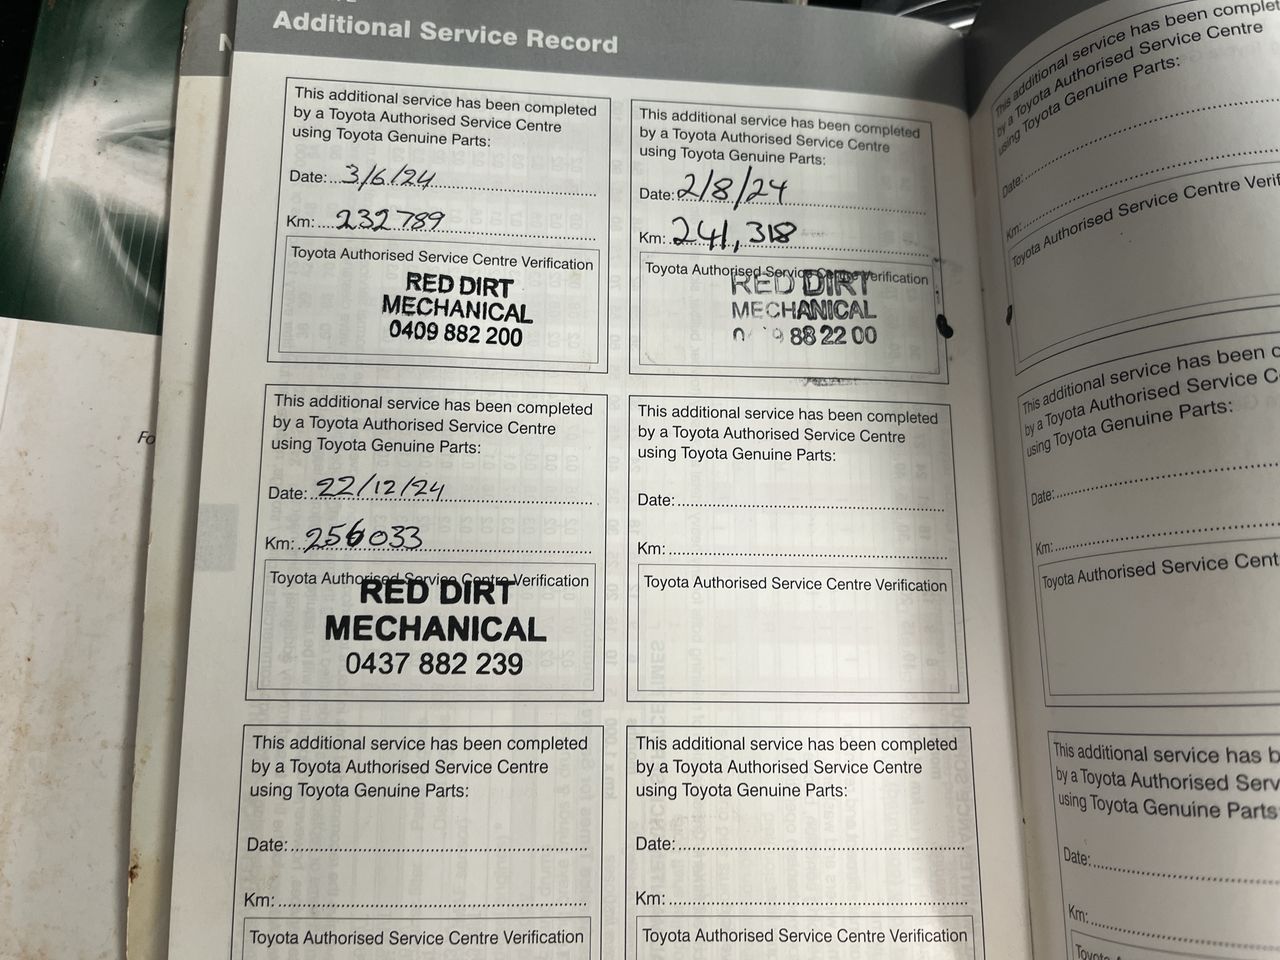 Additional Service Record
This additional service has been completed
by a Toyota Authorised Service Centre
using Toyota Genuine Parts:
Date: 3/6/24
Km: 232789
Toyota Authorised Service Centre Verification
RED DIRT
MECHANICAL
0409 882 200
This additional service has been completed
by a Toyota Authorised Service Centre
using Toyota Genuine Parts:
Date: 2/8/24
Km: 241,318
Toyota Authorised Service Centre Verification
RED DIRT
MECHANICAL
88 22 00
This additional service has been completed
by a Toyota Authorised Service Centre
using Toyota Genuine Parts:
Date: 22/12/24
Km: 256033
Toyota Authorised Service Centre Verification
RED DIRT
MECHANICAL
0437 882 239
This additional service has been completed
by a Toyota Authorised Service Centre
using Toyota Genuine Parts:
Date:
Km:
Toyota Authorised Service Centre Verification
This additional service has been completed
by a Toyota Authorised Service Centre
using Toyota Genuine Parts:
Date:
Km:
Toyota Authorised Service Centre Verification
This additional service has been completed
by a Toyota Authorised Service Centre
using Toyota Genuine Parts:
Date:
Km:
Toyota Authorised Service Centre Verification
This additional service has been complet
by a Toyota Authorised Service Centre
using Toyota Genuine Parts:
Date:
Km:
Toyota Authorised Service Centre Verif
This additional service has been c
by a Toyota Authorised Service C
using Toyota Genuine Parts:
Date:
Km:
Toyota Authorised Service Cent
This additional service has b
by a Toyota Authorised Serv
using Toyota Genuine Parts
Date:
Km:
Fo